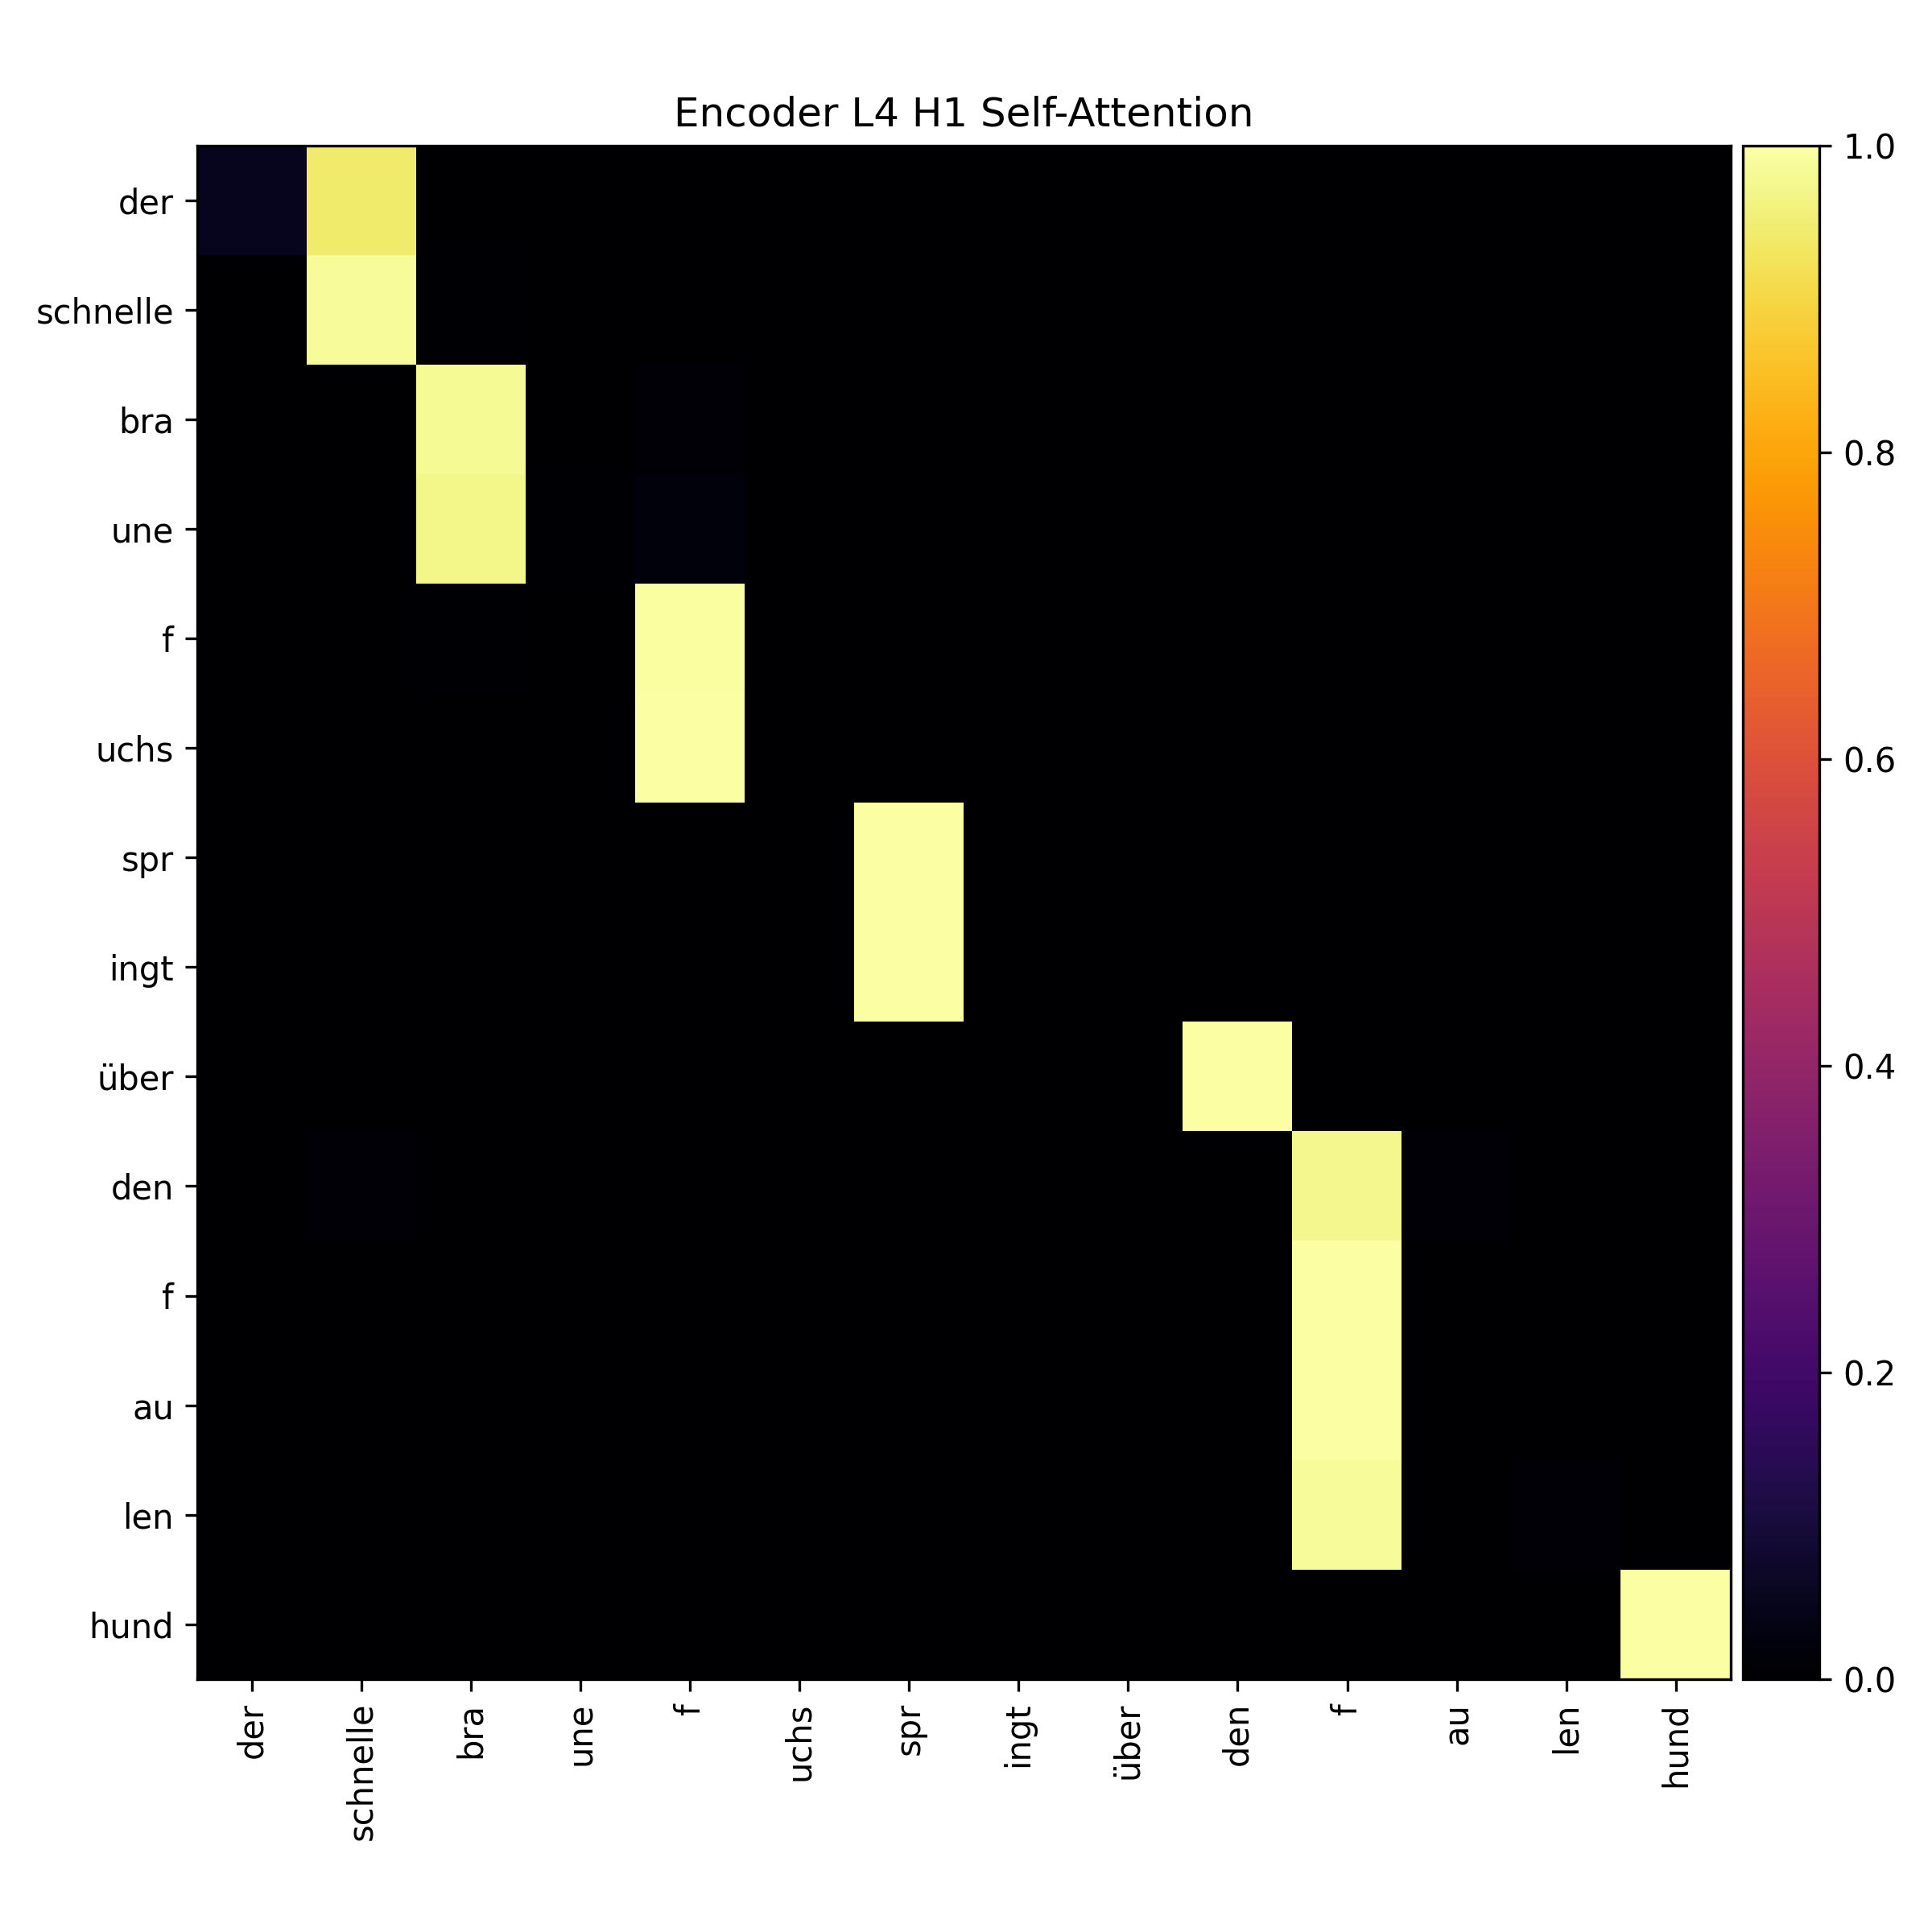 Encoder L4 H1 Self-Attention
der
schnelle
bra
une
f
uchs
spr
ingt
über
den
f
au
len
hund
der
schnelle
bra
une
f
uchs
spr
ingt
über
den
f
au
len
hund
1.0
0.8
0.6
0.4
0.2
0.0